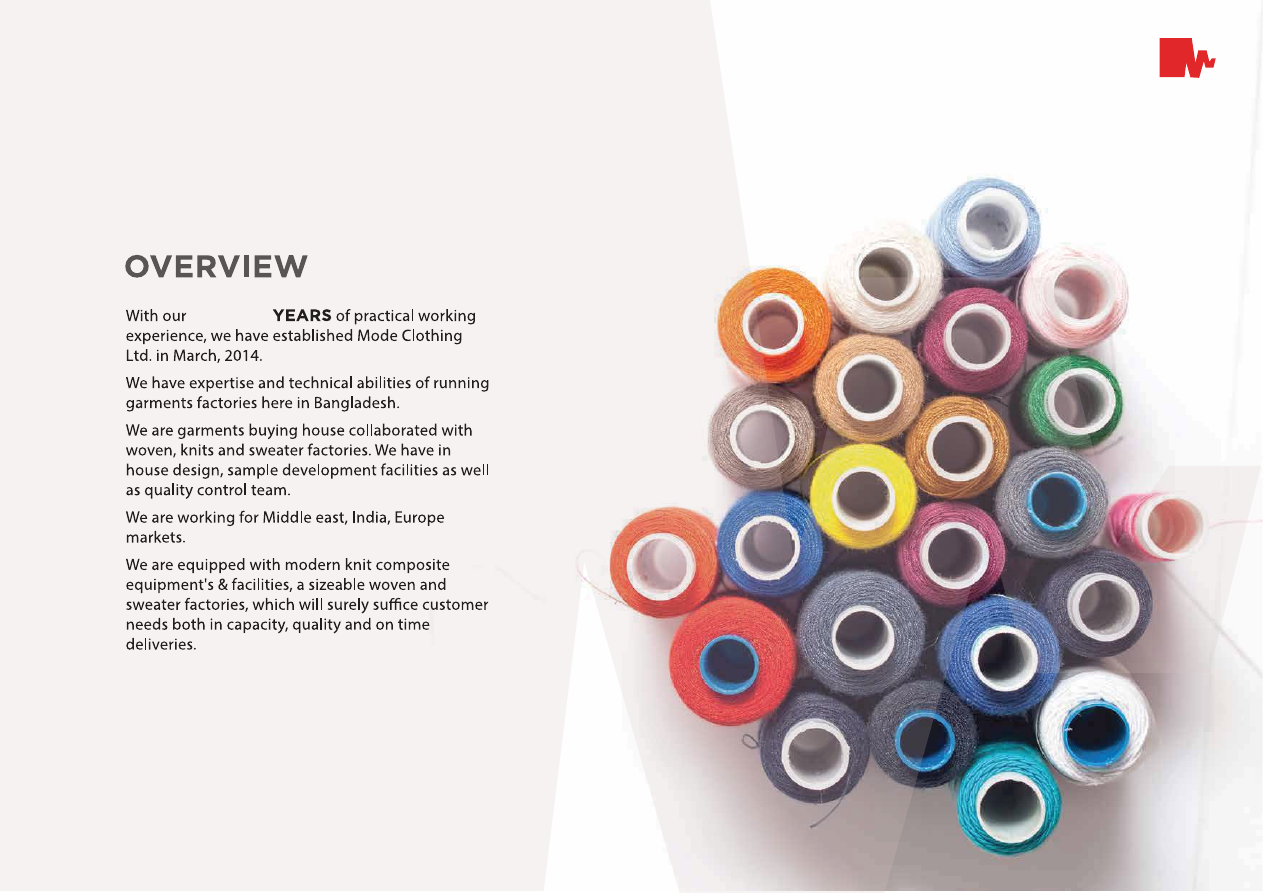 OVERVIEW
With our YEARS of practical working
experience, we have established Mode Clothing
Ltd. in March, 2014.
We have expertise and technical abilities of running
garments factories here in Bangladesh.
We are garments buying house collaborated with
woven, knits and sweater factories. We have in
house design, sample development facilities as well
as quality control team.
We are working for Middle east, India, Europe
markets.
We are equipped with modern knit composite
equipment's & facilities, a sizeable woven and
sweater factories, which will surely suffice customer
needs both in capacity, quality and on time
deliveries.